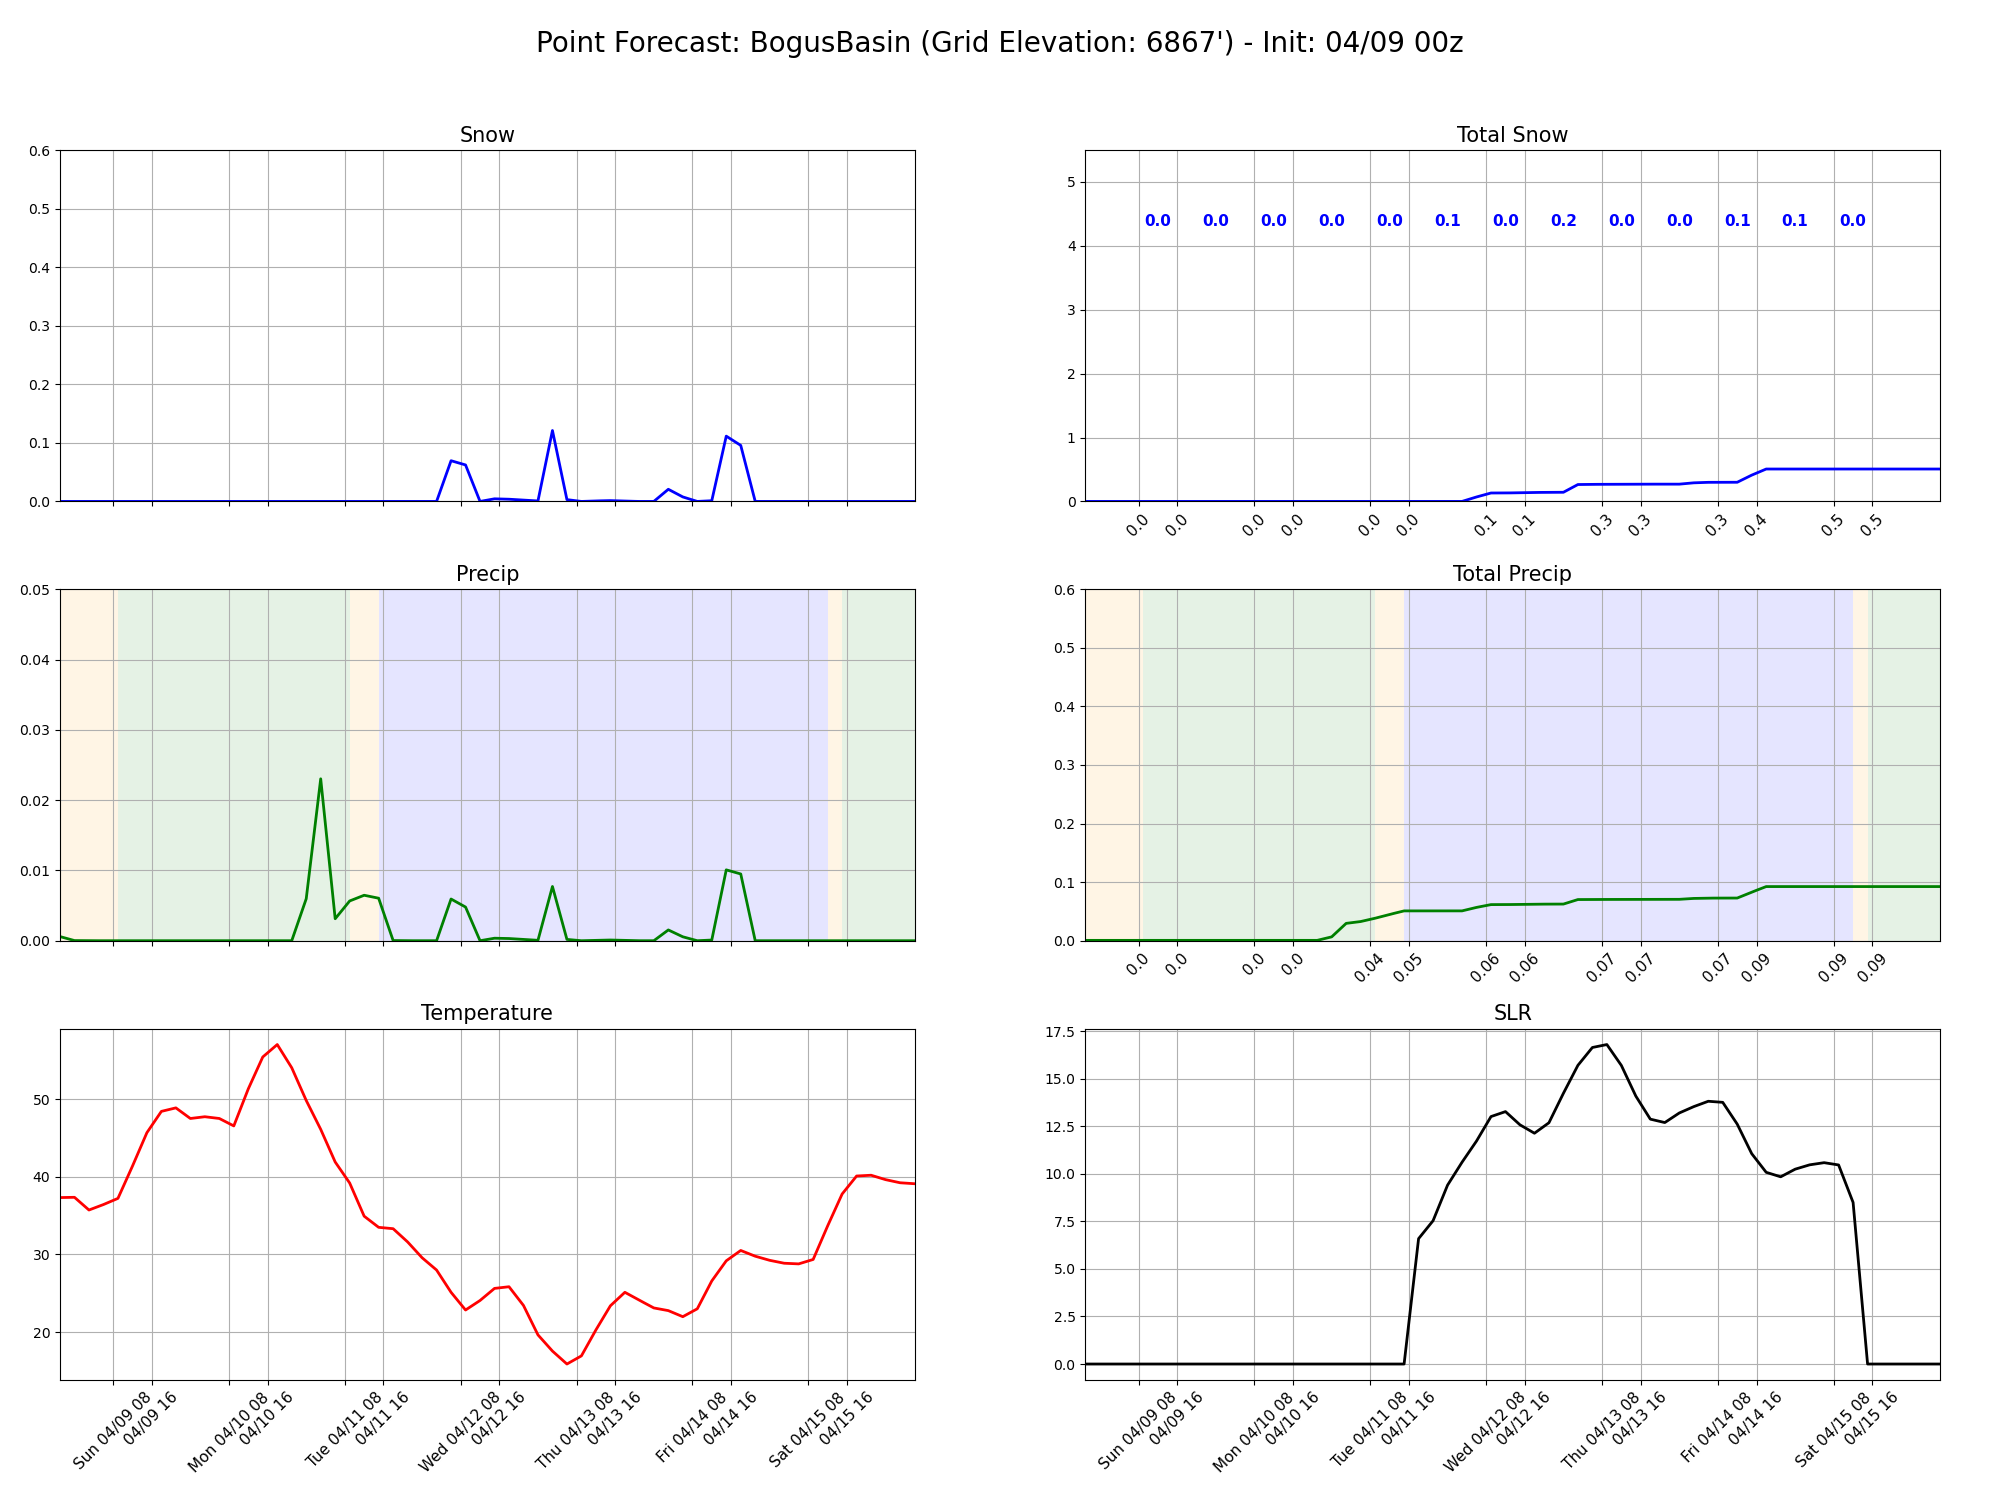 Point Forecast: BogusBasin (Grid Elevation: 6867') - Init: 04/09 00z
Snow
0.6
0.5
0.4
0.3
0.2
0.1
0.0
Total Snow
5
4
3
2
1
0
0.0 0.0 0.0 0.0 0.0 0.1 0.0 0.2 0.0 0.0 0.1 0.1 0.0
0.0 0.0 0.0 0.0 0.0 0.0 0.1 0.1 0.3 0.3 0.3 0.4 0.5 0.5
Precip
0.05
0.04
0.03
0.02
0.01
0.00
Total Precip
0.6
0.5
0.4
0.3
0.2
0.1
0.0
0.0 0.0 0.0 0.0 0.04 0.05 0.06 0.06 0.07 0.07 0.07 0.09 0.09 0.09
Temperature
50
40
30
20
Sun 04/09 08
04/09 16
Mon 04/10 08
04/10 16
Tue 04/11 08
04/11 16
Wed 04/12 08
04/12 16
Thu 04/13 08
04/13 16
Fri 04/14 08
04/14 16
Sat 04/15 08
04/15 16
SLR
17.5
15.0
12.5
10.0
7.5
5.0
2.5
0.0
Sun 04/09 08
04/09 16
Mon 04/10 08
04/10 16
Tue 04/11 08
04/11 16
Wed 04/12 08
04/12 16
Thu 04/13 08
04/13 16
Fri 04/14 08
04/14 16
Sat 04/15 08
04/15 16